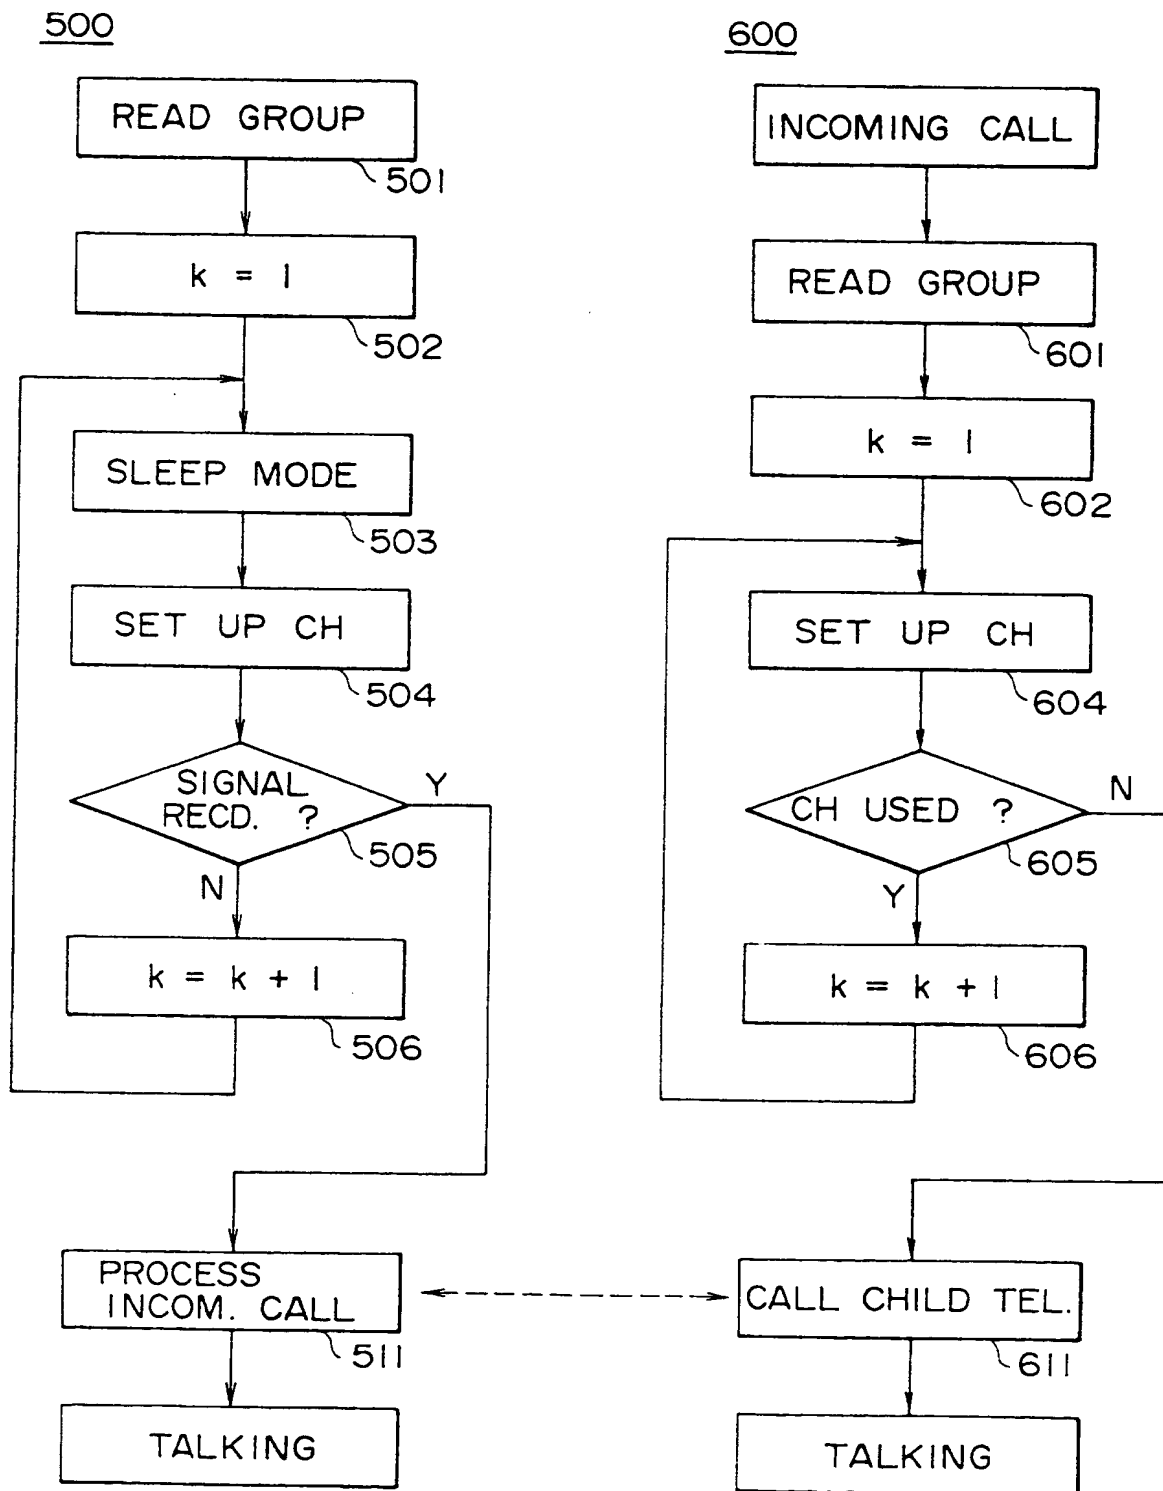 500
READ GROUP
501
k = 1
502
SLEEP MODE
503
SET UP CH
504
SIGNAL
RECD. ?
Y
505
N
k = k + 1
506
PROCESS
INCOM. CALL
511
TALKING
600
INCOMING CALL
READ GROUP
601
k = 1
602
SET UP CH
604
CH USED ?
N
605
Y
k = k + 1
606
CALL CHILD TEL.
611
TALKING